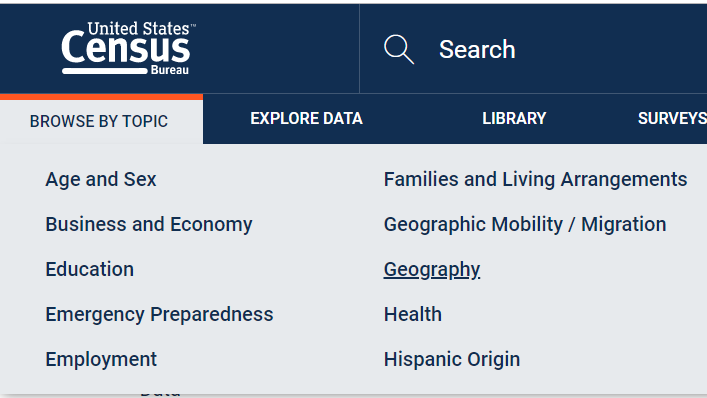 United States™
Census
Bureau
Search
BROWSE BY TOPIC
EXPLORE DATA
LIBRARY
SURVEYS
Age and Sex
Families and Living Arrangements
Business and Economy
Geographic Mobility / Migration
Education
Geography
Emergency Preparedness
Health
Employment
Hispanic Origin